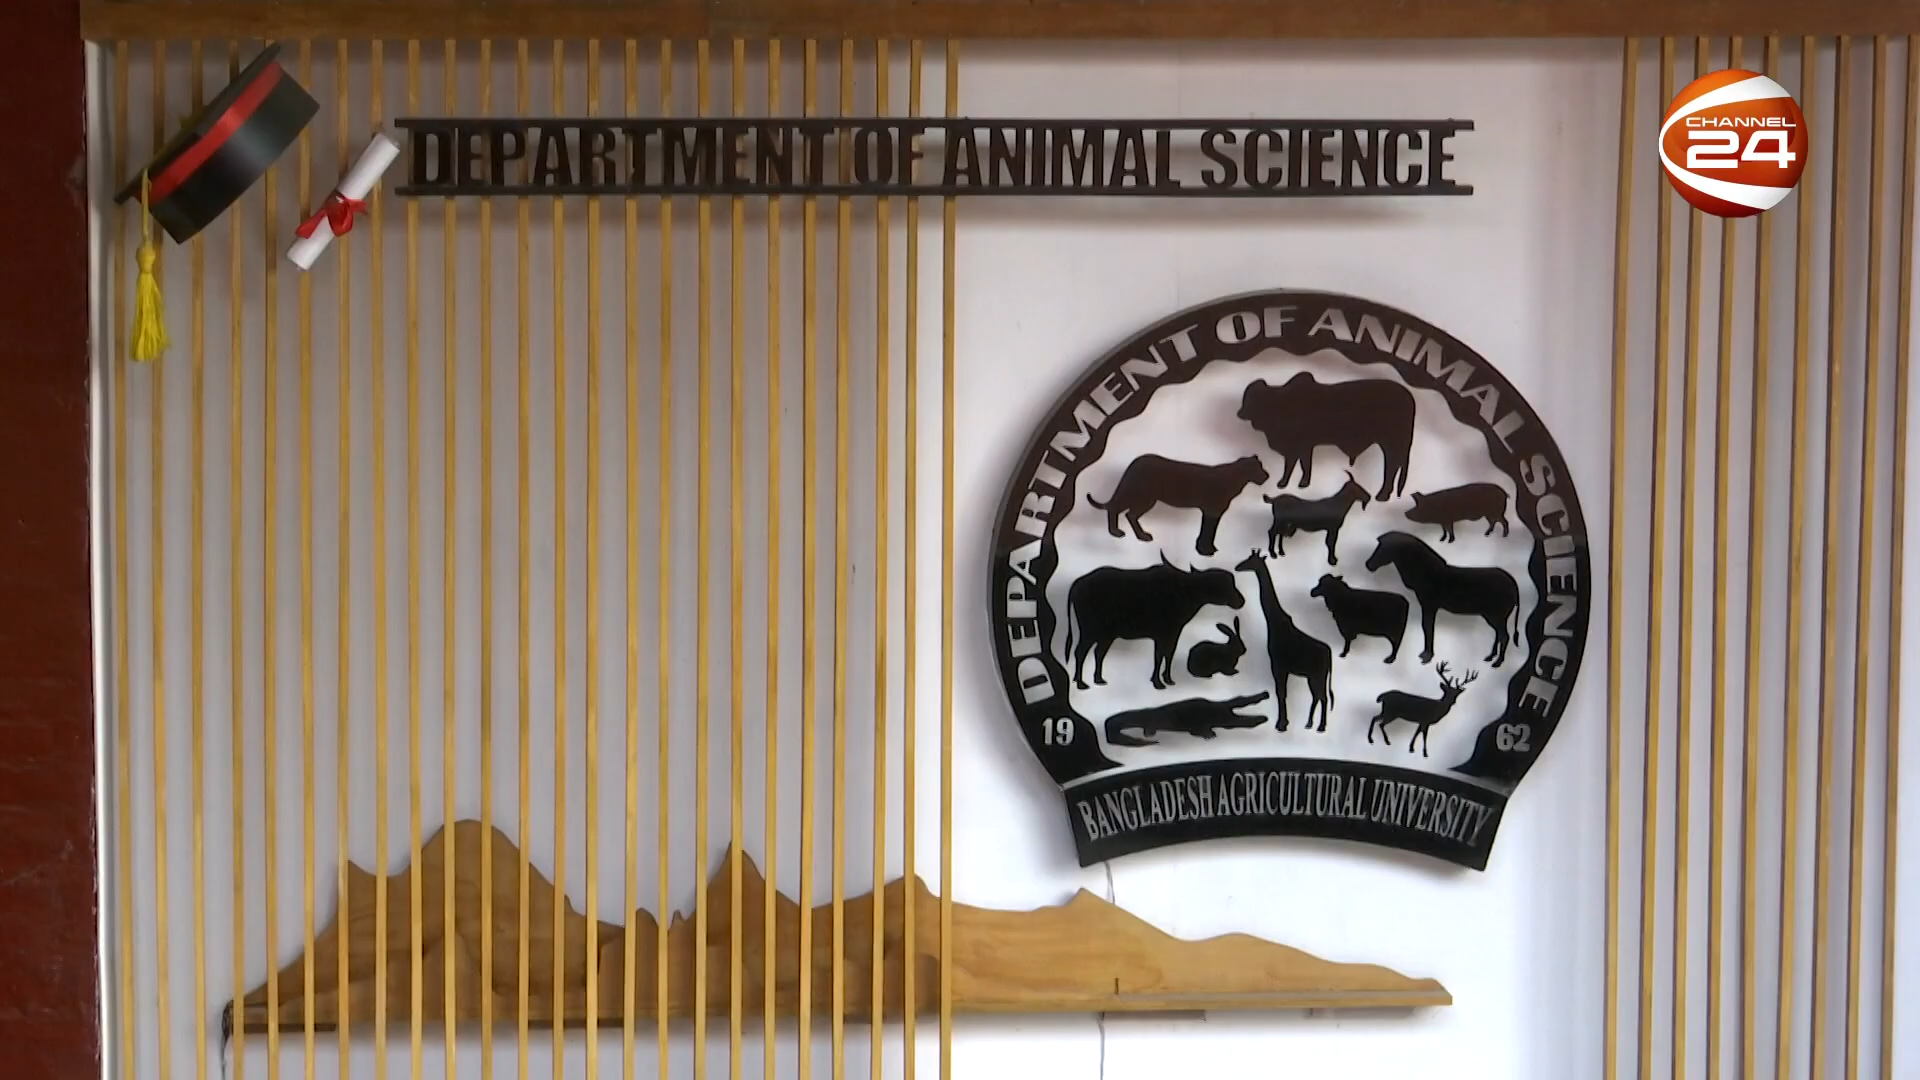 DEPARTMENT OF ANIMAL SCIENCE
CHANNEL
24
DEPARTMENT OF ANIMAL SCIENCE
19
62
BANGLADESH AGRICULTURAL UNIVERSITY